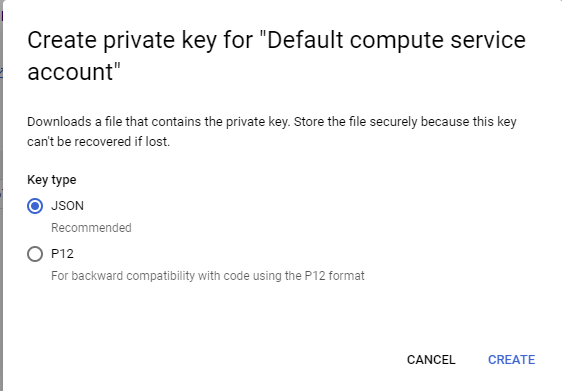 Create private key for "Default compute service
account"
Downloads a file that contains the private key. Store the file securely because this key
can't be recovered if lost.
Key type
JSON
Recommended
P12
For backward compatibility with code using the P12 format
CANCEL CREATE